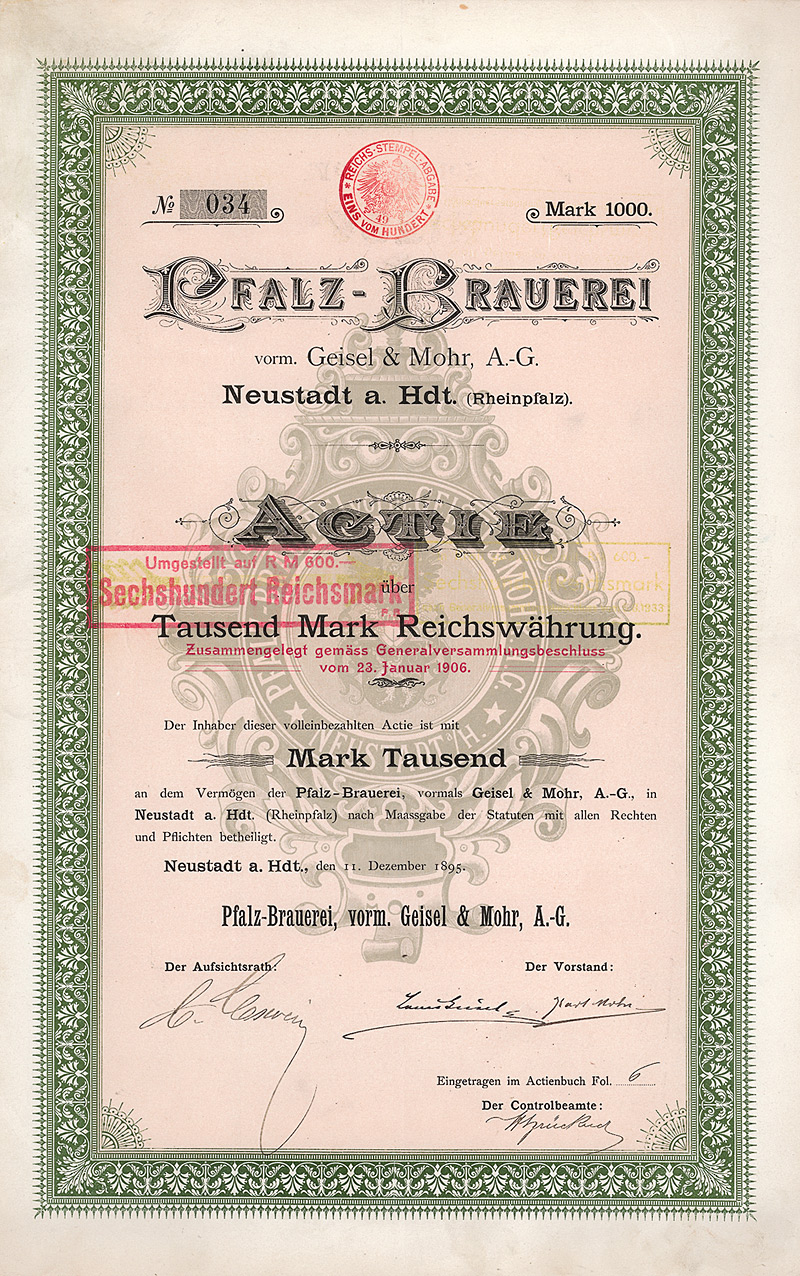 REICHS-STEMPEL-ABGABE
EINS VOM HUNDERT
49
No 034
Mark 1000.
PFALZ-BRAUEREI
vorm. Geisel & Mohr, A.-G.
Neustadt a. Hdt. (Rheinpfalz).
ACTIE
Umgestellt auf R M 600.—
Sechshundert Reichsmark
über
Tausend Mark Reichswährung.
Zusammengelegt gemäss Generalversammlungsbeschluss
vom 23. Januar 1906.
Der Inhaber dieser volleinbezahlten Actie ist mit
Mark Tausend
an dem Vermögen der Pfalz-Brauerei, vormals Geisel & Mohr, A.-G., in
Neustadt a. Hdt. (Rheinpfalz) nach Maassgabe der Statuten mit allen Rechten
und Pflichten betheiligt.
Neustadt a. Hdt., den 11. Dezember 1895.
Pfalz-Brauerei, vorm. Geisel & Mohr, A.-G.
Der Aufsichtsrath:
Der Vorstand:
Eingetragen im Actienbuch Fol. 6
Der Controlbeamte: